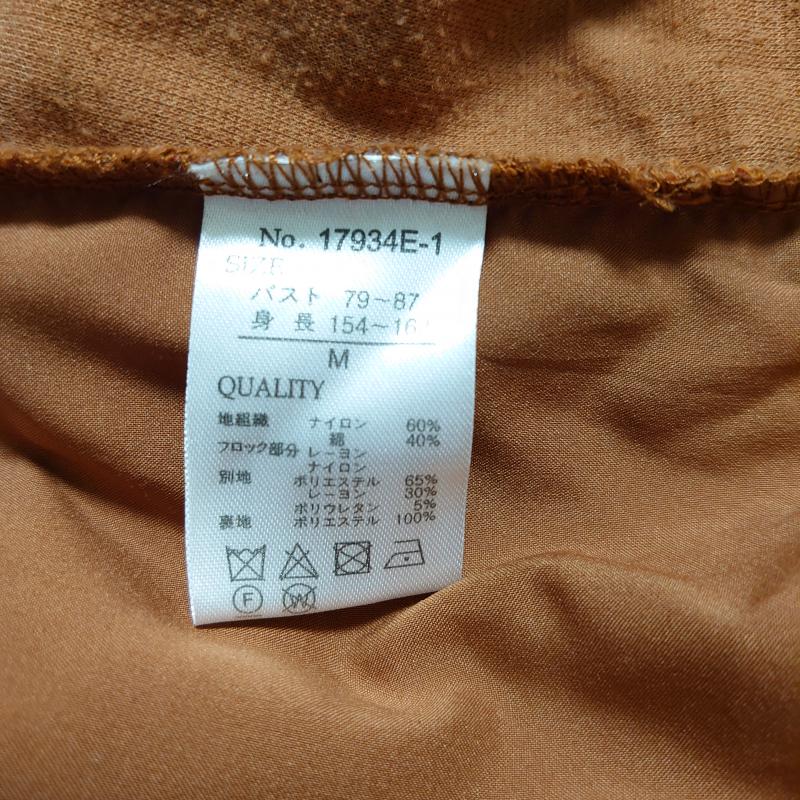 No. 17934E-1
SIZE
バスト 79~87
身 長 154~16
M
QUALITY
地組織 ナイロン 60%
綿 40%
フロック部分 レーヨン
ナイロン
別地 ポリエステル 65%
レーヨン 30%
ポリウレタン 5%
裏地 ポリエステル 100%
F W